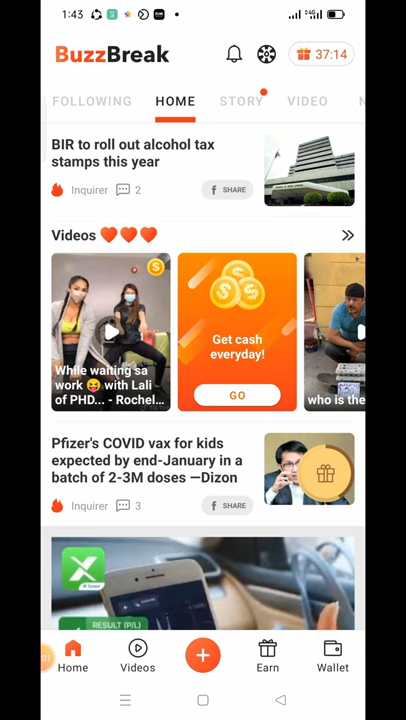 1:43
4G
BuzzBreak
37:14
FOLLOWING
HOME
STORY
VIDEO
BIR to roll out alcohol tax
stamps this year
Inquirer
2
SHARE
Videos ❤❤❤
While waiting sa
work 😝 with Lali
of PHD... - Rochel...
Get cash
everyday!
GO
who is the
Pfizer's COVID vax for kids
expected by end-January in a
batch of 2-3M doses —Dizon
Inquirer
3
SHARE
RESULT (P/L)
01
Home
Videos
Earn
Wallet